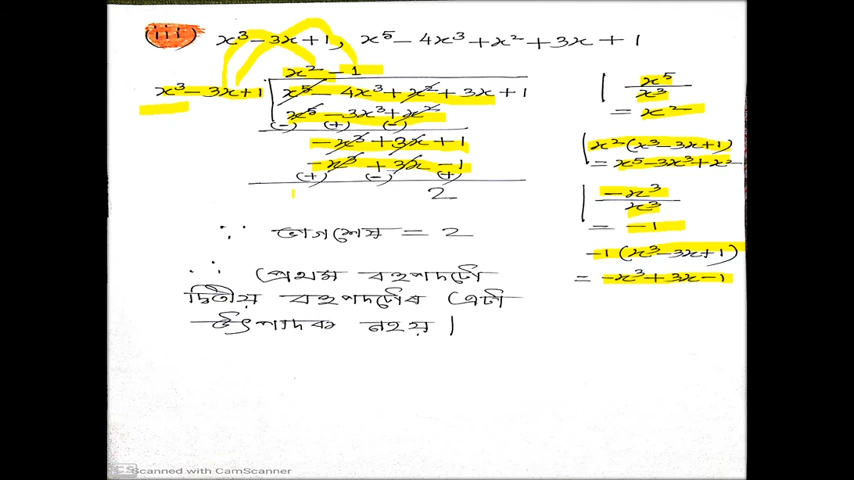 (iii) x³-3x+1, x⁵-4x³+x²+3x+1
x²-1
x³-3x+1 x⁵-4x³+x²+3x+1
x⁵-3x³+x²
(-) (+) (-)
-x³+3x+1
-x³+3x-1
(+) (-) (+)
2
∵ ভাগশেষ = 2
∴ প্ৰথম বহুপদটো
দ্বিতীয় বহুপদটোৰ এটা
উৎপাদক নহয়।
x⁵
x³
= x²
x²(x³-3x+1)
= x⁵-3x³+x²
-x³
x³
= -1
-1(x³-3x+1)
= -x³+3x-1
CS Scanned with CamScanner